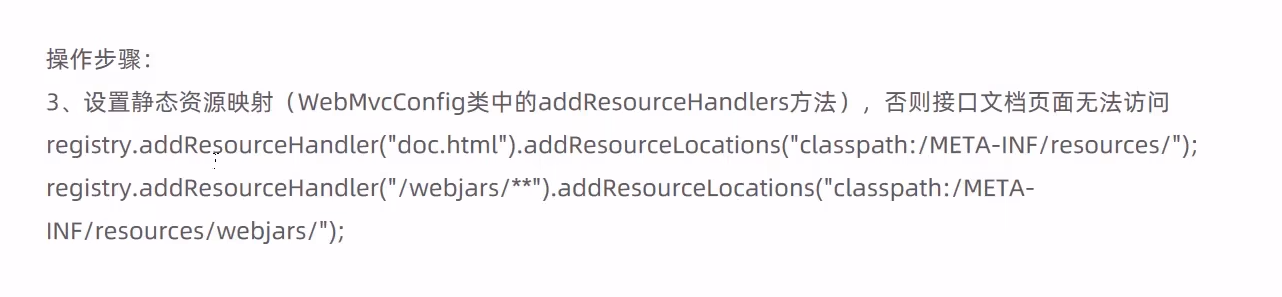 操作步骤：
3、设置静态资源映射（WebMvcConfig类中的addResourceHandlers方法），否则接口文档页面无法访问
registry.addResourceHandler("doc.html").addResourceLocations("classpath:/META-INF/resources/");
registry.addResourceHandler("/webjars/**").addResourceLocations("classpath:/META-
INF/resources/webjars/");